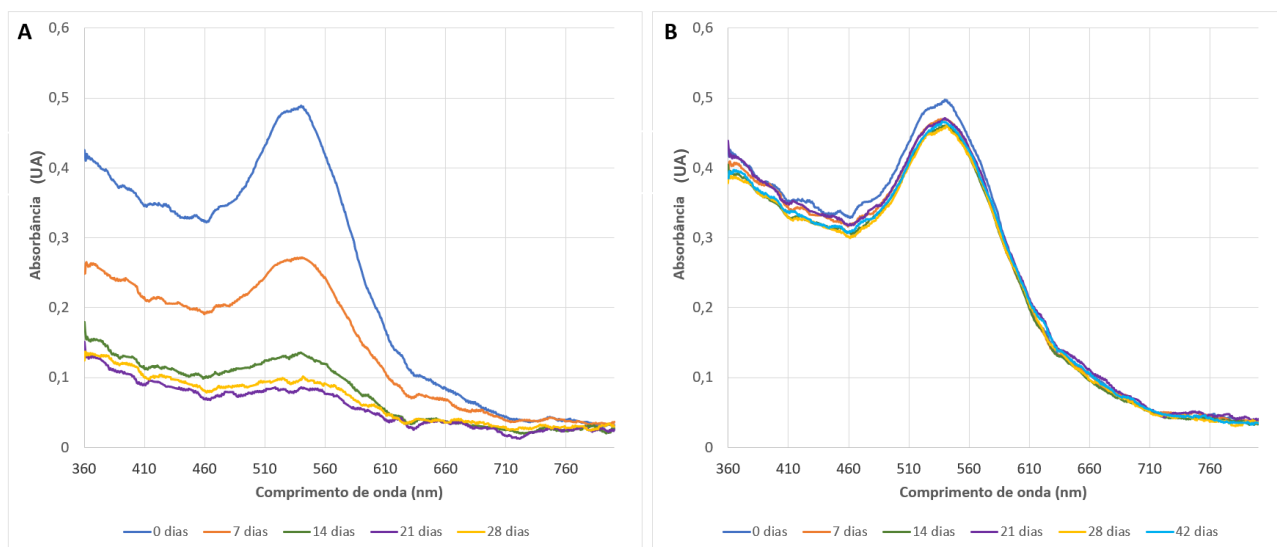 A
0,6
0,5
0,4
0,3
0,2
0,1
0
Absorbância (UA)
360 410 460 510 560 610 660 710 760
Comprimento de onda (nm)
0 dias 7 dias 14 dias 21 dias 28 dias
B
0,6
0,5
0,4
0,3
0,2
0,1
0
Absorbância (UA)
360 410 460 510 560 610 660 710 760
Comprimento de onda (nm)
0 dias 7 dias 14 dias 21 dias 28 dias 42 dias